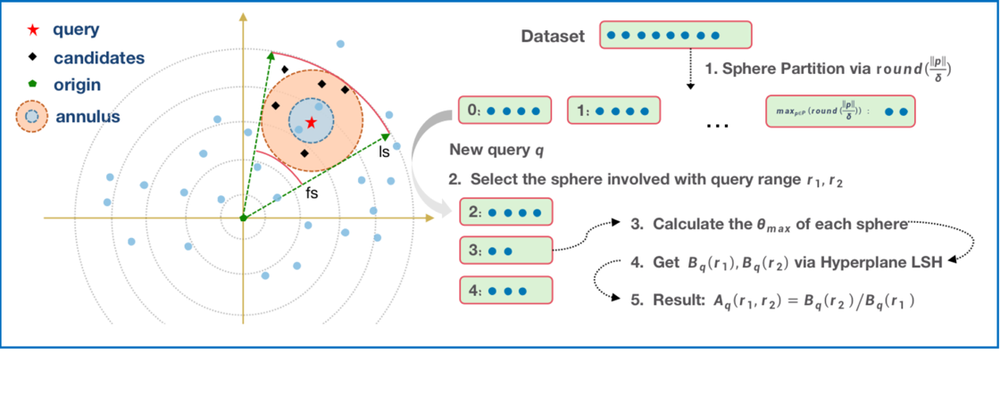 query
candidates
origin
annulus
ls
fs
Dataset
1. Sphere Partition via round(‖p‖/δ)
0:
1:
...
max_{p∈P}(round(‖p‖/δ)) :
New query q
2. Select the sphere involved with query range r₁, r₂
2:
3:
4:
3. Calculate the θ_{max} of each sphere
4. Get B_q(r₁), B_q(r₂) via Hyperplane LSH
5. Result: A_q(r₁, r₂) = B_q(r₂)/B_q(r₁)